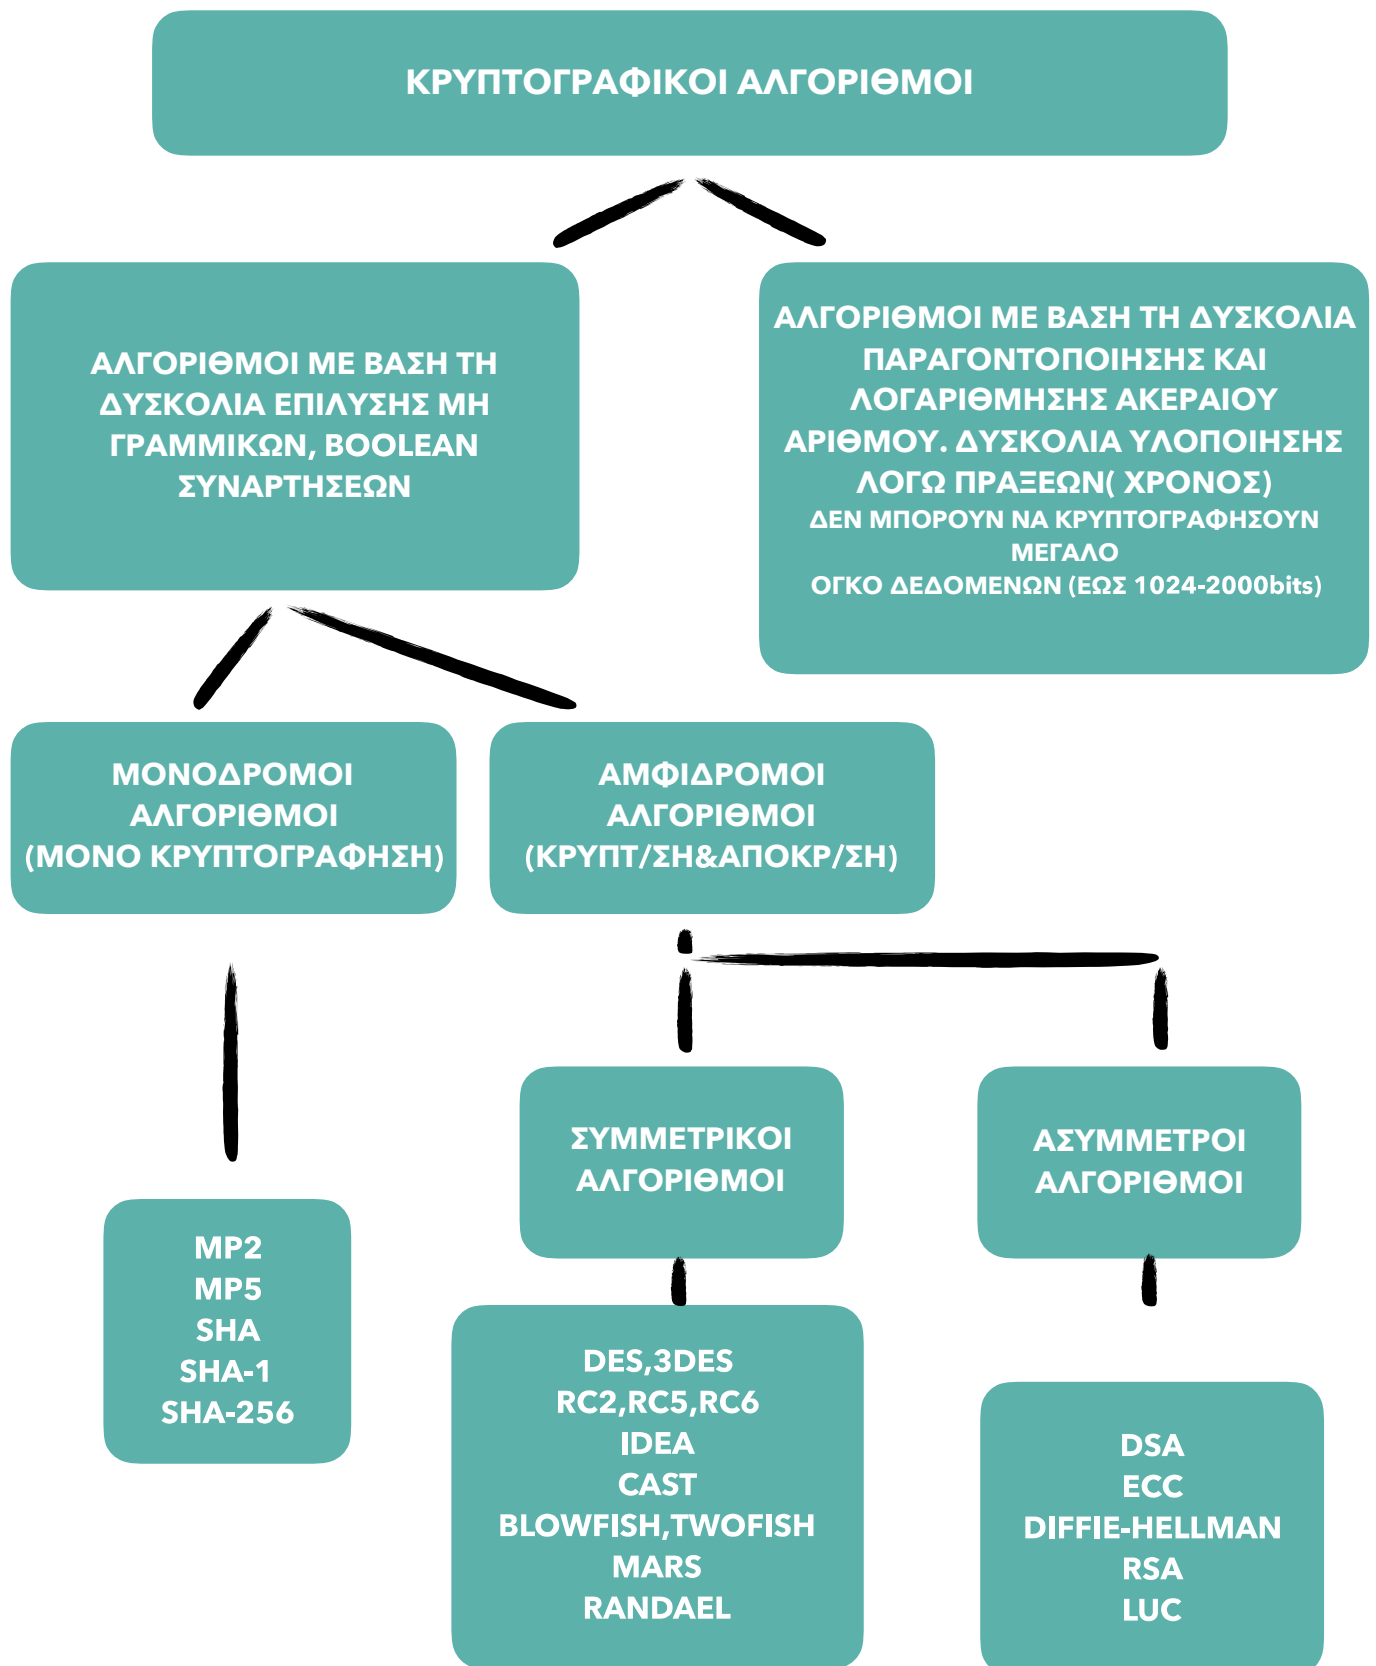 ΚΡΥΠΤΟΓΡΑΦΙΚΟΙ ΑΛΓΟΡΙΘΜΟΙ
ΑΛΓΟΡΙΘΜΟΙ ΜΕ ΒΑΣΗ ΤΗ
ΔΥΣΚΟΛΙΑ ΕΠΙΛΥΣΗΣ ΜΗ
ΓΡΑΜΜΙΚΩΝ, BOOLEAN
ΣΥΝΑΡΤΗΣΕΩΝ
ΑΛΓΟΡΙΘΜΟΙ ΜΕ ΒΑΣΗ ΤΗ ΔΥΣΚΟΛΙΑ
ΠΑΡΑΓΟΝΤΟΠΟΙΗΣΗΣ ΚΑΙ
ΛΟΓΑΡΙΘΜΗΣΗΣ ΑΚΕΡΑΙΟΥ
ΑΡΙΘΜΟΥ. ΔΥΣΚΟΛΙΑ ΥΛΟΠΟΙΗΣΗΣ
ΛΟΓΩ ΠΡΑΞΕΩΝ( ΧΡΟΝΟΣ)
ΔΕΝ ΜΠΟΡΟΥΝ ΝΑ ΚΡΥΠΤΟΓΡΑΦΗΣΟΥΝ
ΜΕΓΑΛΟ
ΟΓΚΟ ΔΕΔΟΜΕΝΩΝ (ΕΩΣ 1024-2000bits)
ΜΟΝΟΔΡΟΜΟΙ
ΑΛΓΟΡΙΘΜΟΙ
(ΜΟΝΟ ΚΡΥΠΤΟΓΡΑΦΗΣΗ)
ΑΜΦΙΔΡΟΜΟΙ
ΑΛΓΟΡΙΘΜΟΙ
(ΚΡΥΠΤ/ΣΗ&ΑΠΟΚΡ/ΣΗ)
ΣΥΜΜΕΤΡΙΚΟΙ
ΑΛΓΟΡΙΘΜΟΙ
ΑΣΥΜΜΕΤΡΟΙ
ΑΛΓΟΡΙΘΜΟΙ
MP2
MP5
SHA
SHA-1
SHA-256
DES,3DES
RC2,RC5,RC6
IDEA
CAST
BLOWFISH,TWOFISH
MARS
RANDAEL
DSA
ECC
DIFFIE-HELLMAN
RSA
LUC